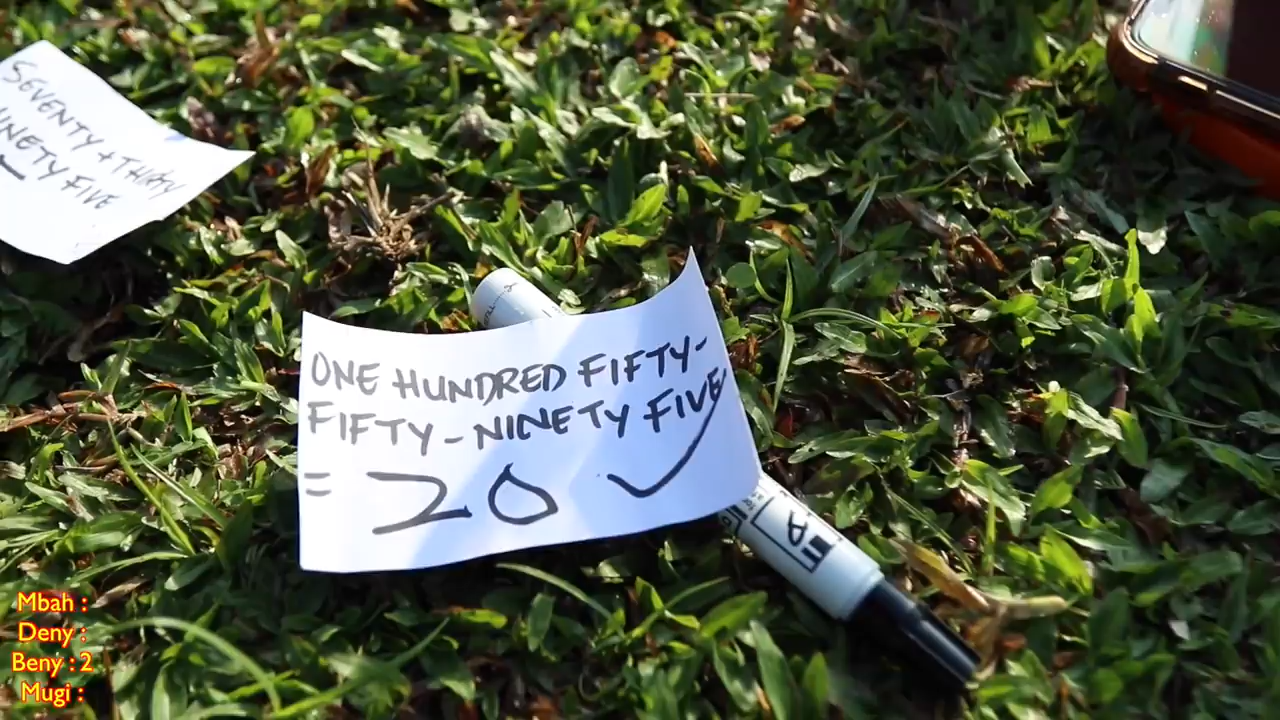 SEVENTY + THIRTY
NINETY FIVE
ONE HUNDRED FIFTY-
FIFTY-NINETY FIVE
= 20
Mbah :
Deny :
Beny : 2
Mugi :